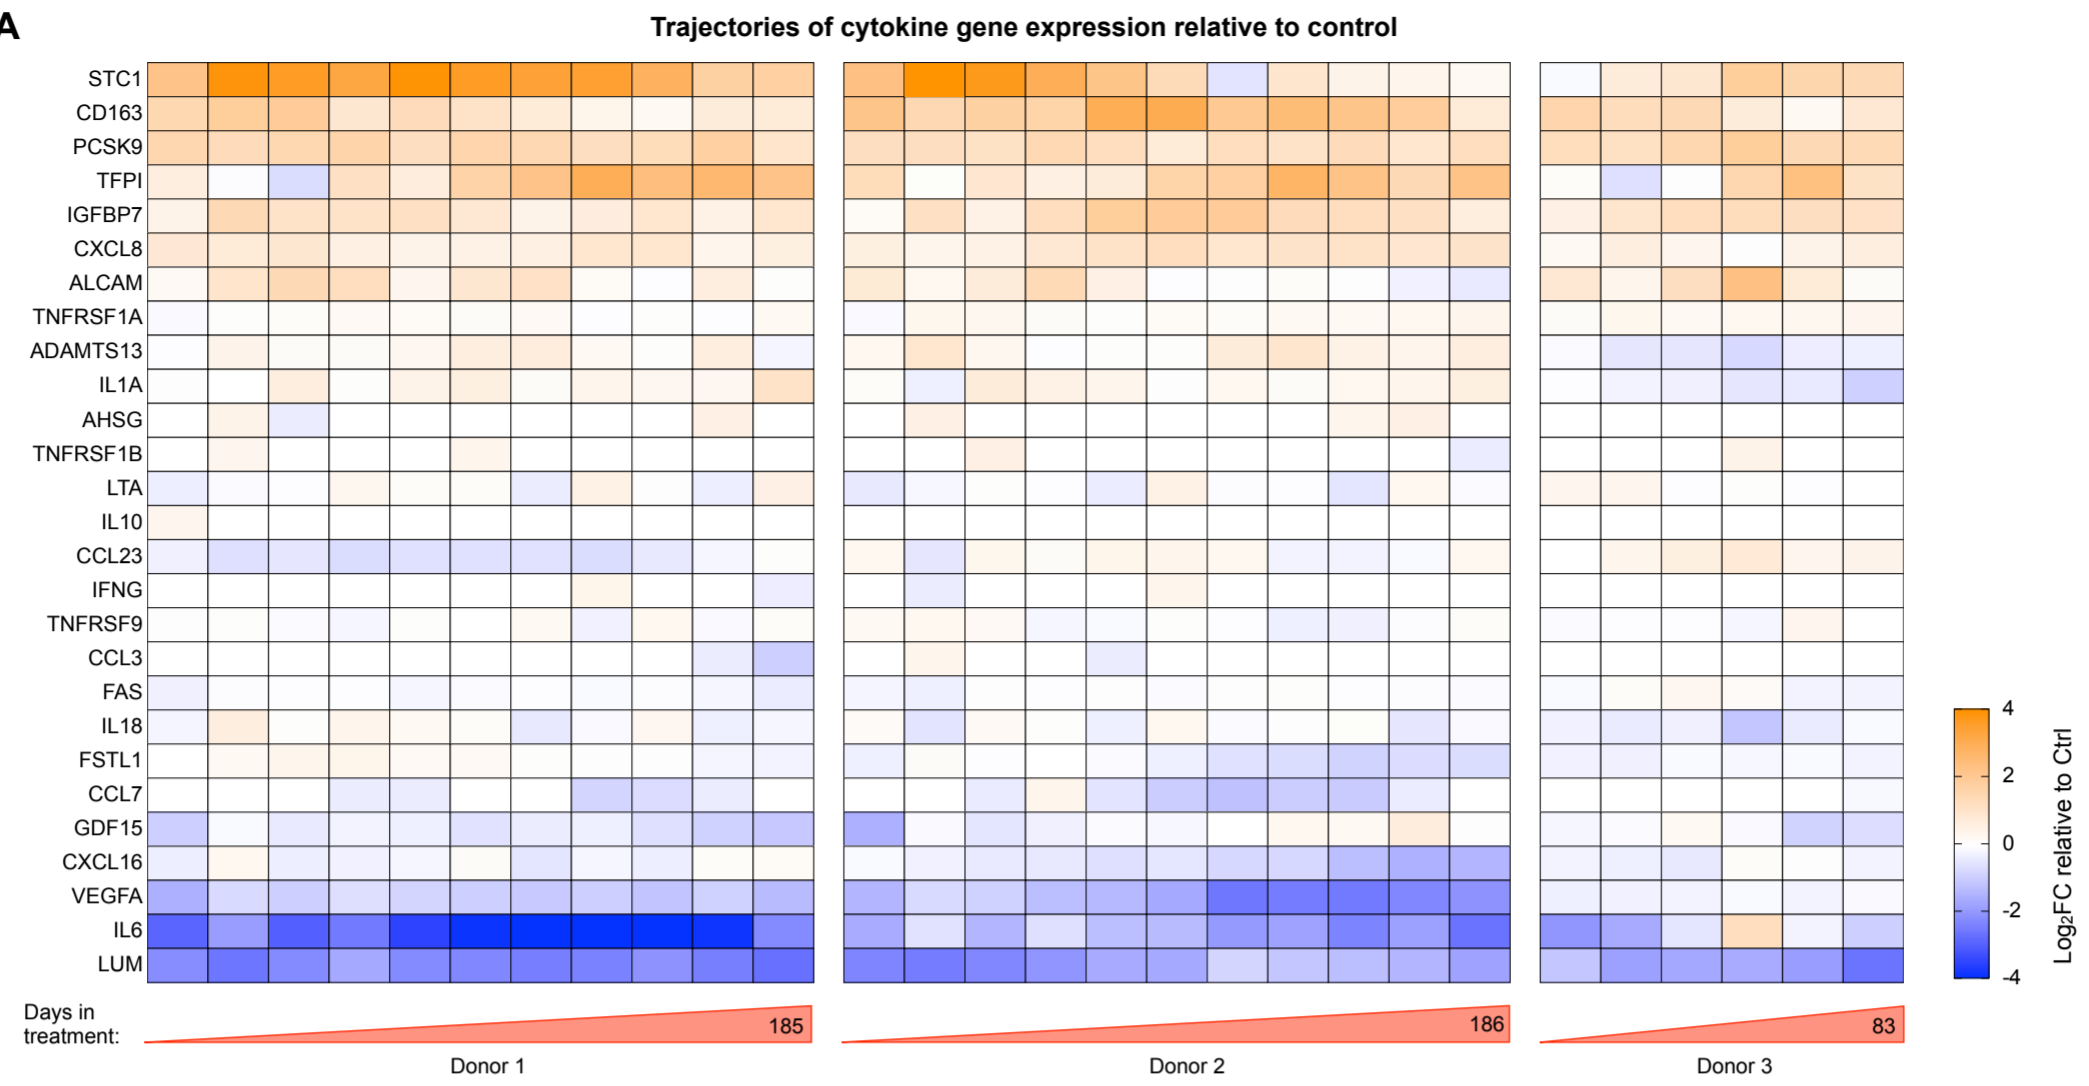 A
Trajectories of cytokine gene expression relative to control
STC1
CD163
PCSK9
TFPI
IGFBP7
CXCL8
ALCAM
TNFRSF1A
ADAMTS13
IL1A
AHSG
TNFRSF1B
LTA
IL10
CCL23
IFNG
TNFRSF9
CCL3
FAS
IL18
FSTL1
CCL7
GDF15
CXCL16
VEGFA
IL6
LUM
4
2
0
-2
-4
Log₂FC relative to Ctrl
Days in
treatment:
185
186
83
Donor 1
Donor 2
Donor 3